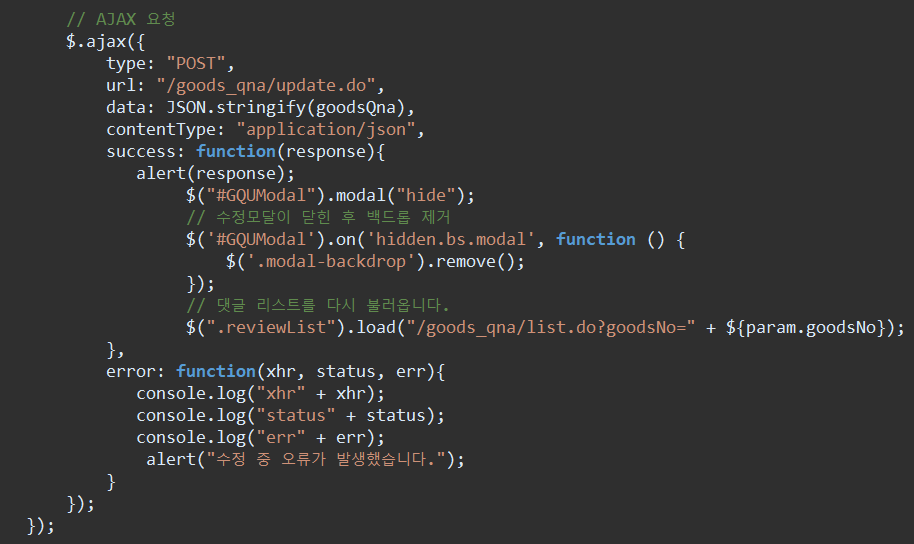 // AJAX 요청
$.ajax({
type: "POST",
url: "/goods_qna/update.do",
data: JSON.stringify(goodsQna),
contentType: "application/json",
success: function(response){
alert(response);
$("#GQUModal").modal("hide");
// 수정모달이 닫힌 후 백드롭 제거
$('#GQUModal').on('hidden.bs.modal', function () {
$('.modal-backdrop').remove();
});
// 댓글 리스트를 다시 불러옵니다.
$(".reviewList").load("/goods_qna/list.do?goodsNo=" + ${param.goodsNo});
},
error: function(xhr, status, err){
console.log("xhr" + xhr);
console.log("status" + status);
console.log("err" + err);
alert("수정 중 오류가 발생했습니다.");
}
});
});